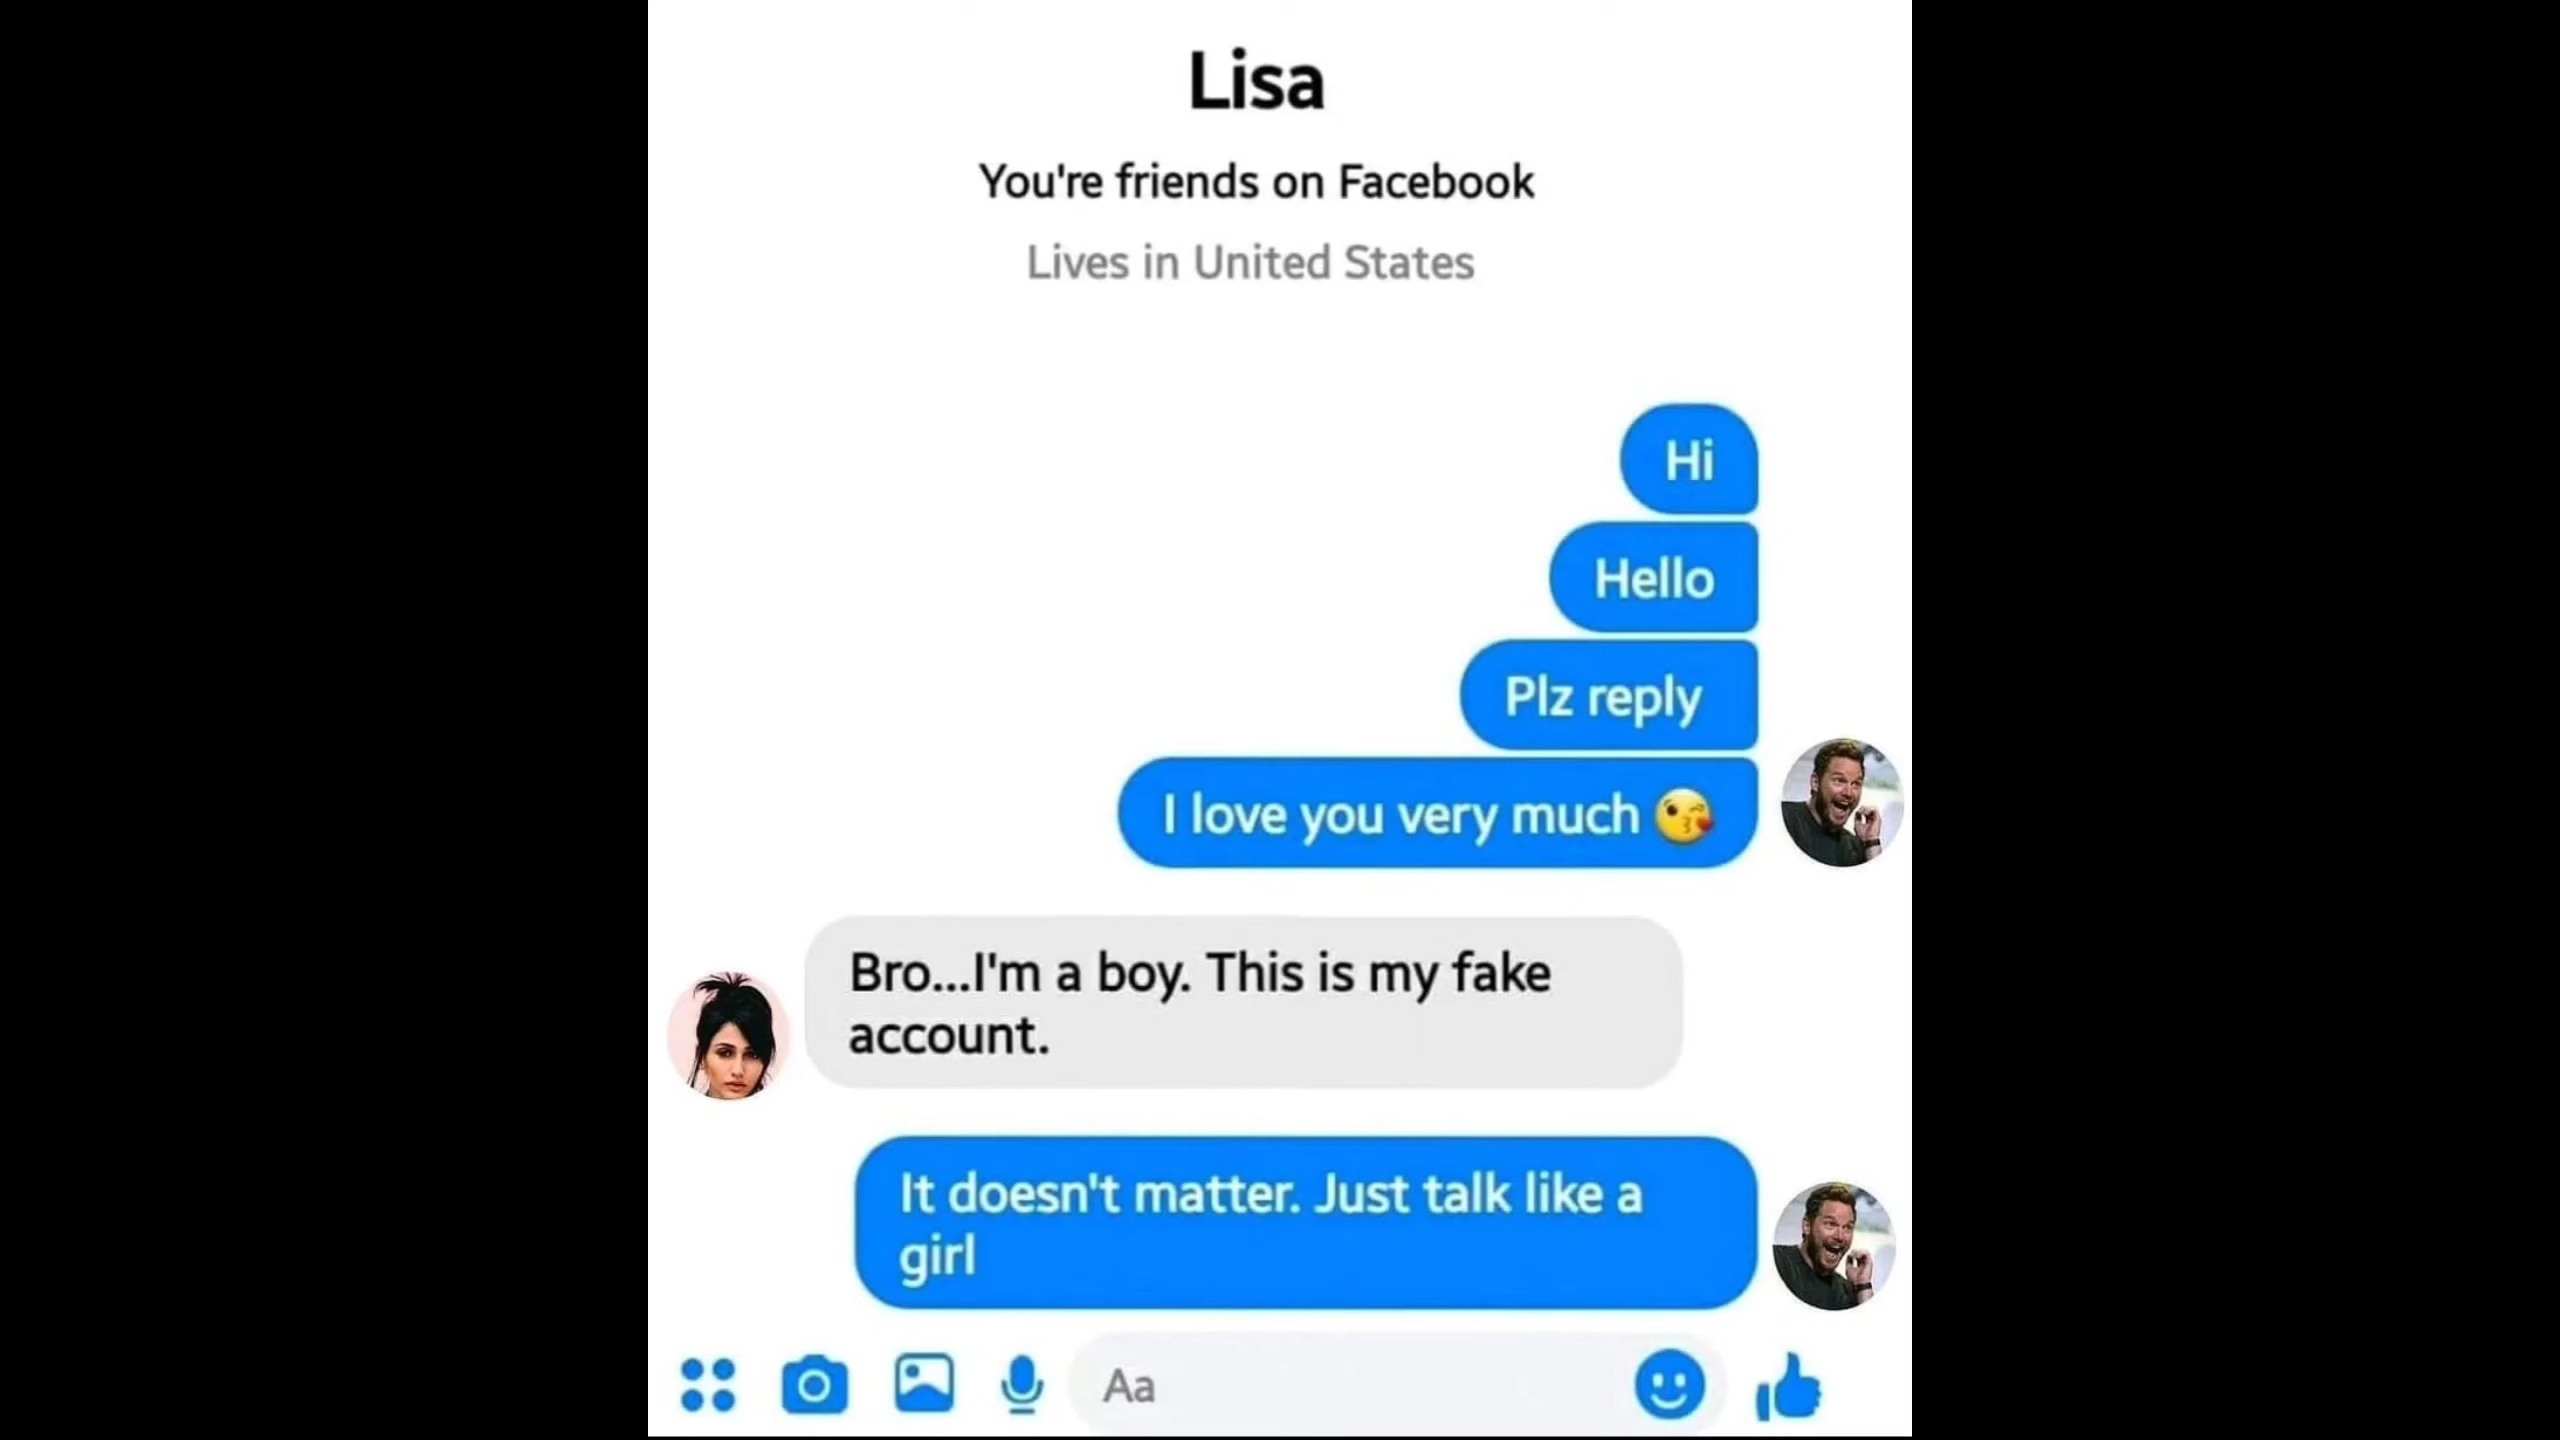 Lisa
You're friends on Facebook
Lives in United States
Hi
Hello
Plz reply
I love you very much 😘
Bro...I'm a boy. This is my fake
account.
It doesn't matter. Just talk like a
girl
Aa